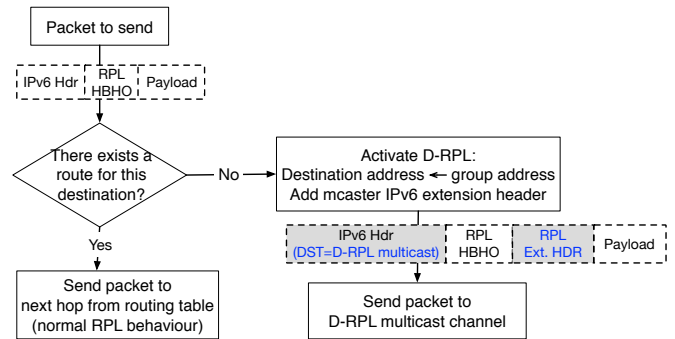 Packet to send
IPv6 Hdr
RPL
HBHO
Payload
There exists a
route for this
destination?
No
Activate D-RPL:
Destination address ← group address
Add mcaster IPv6 extension header
Yes
IPv6 Hdr
(DST=D-RPL multicast)
RPL
HBHO
RPL
Ext. HDR
Payload
Send packet to
next hop from routing table
(normal RPL behaviour)
Send packet to
D-RPL multicast channel